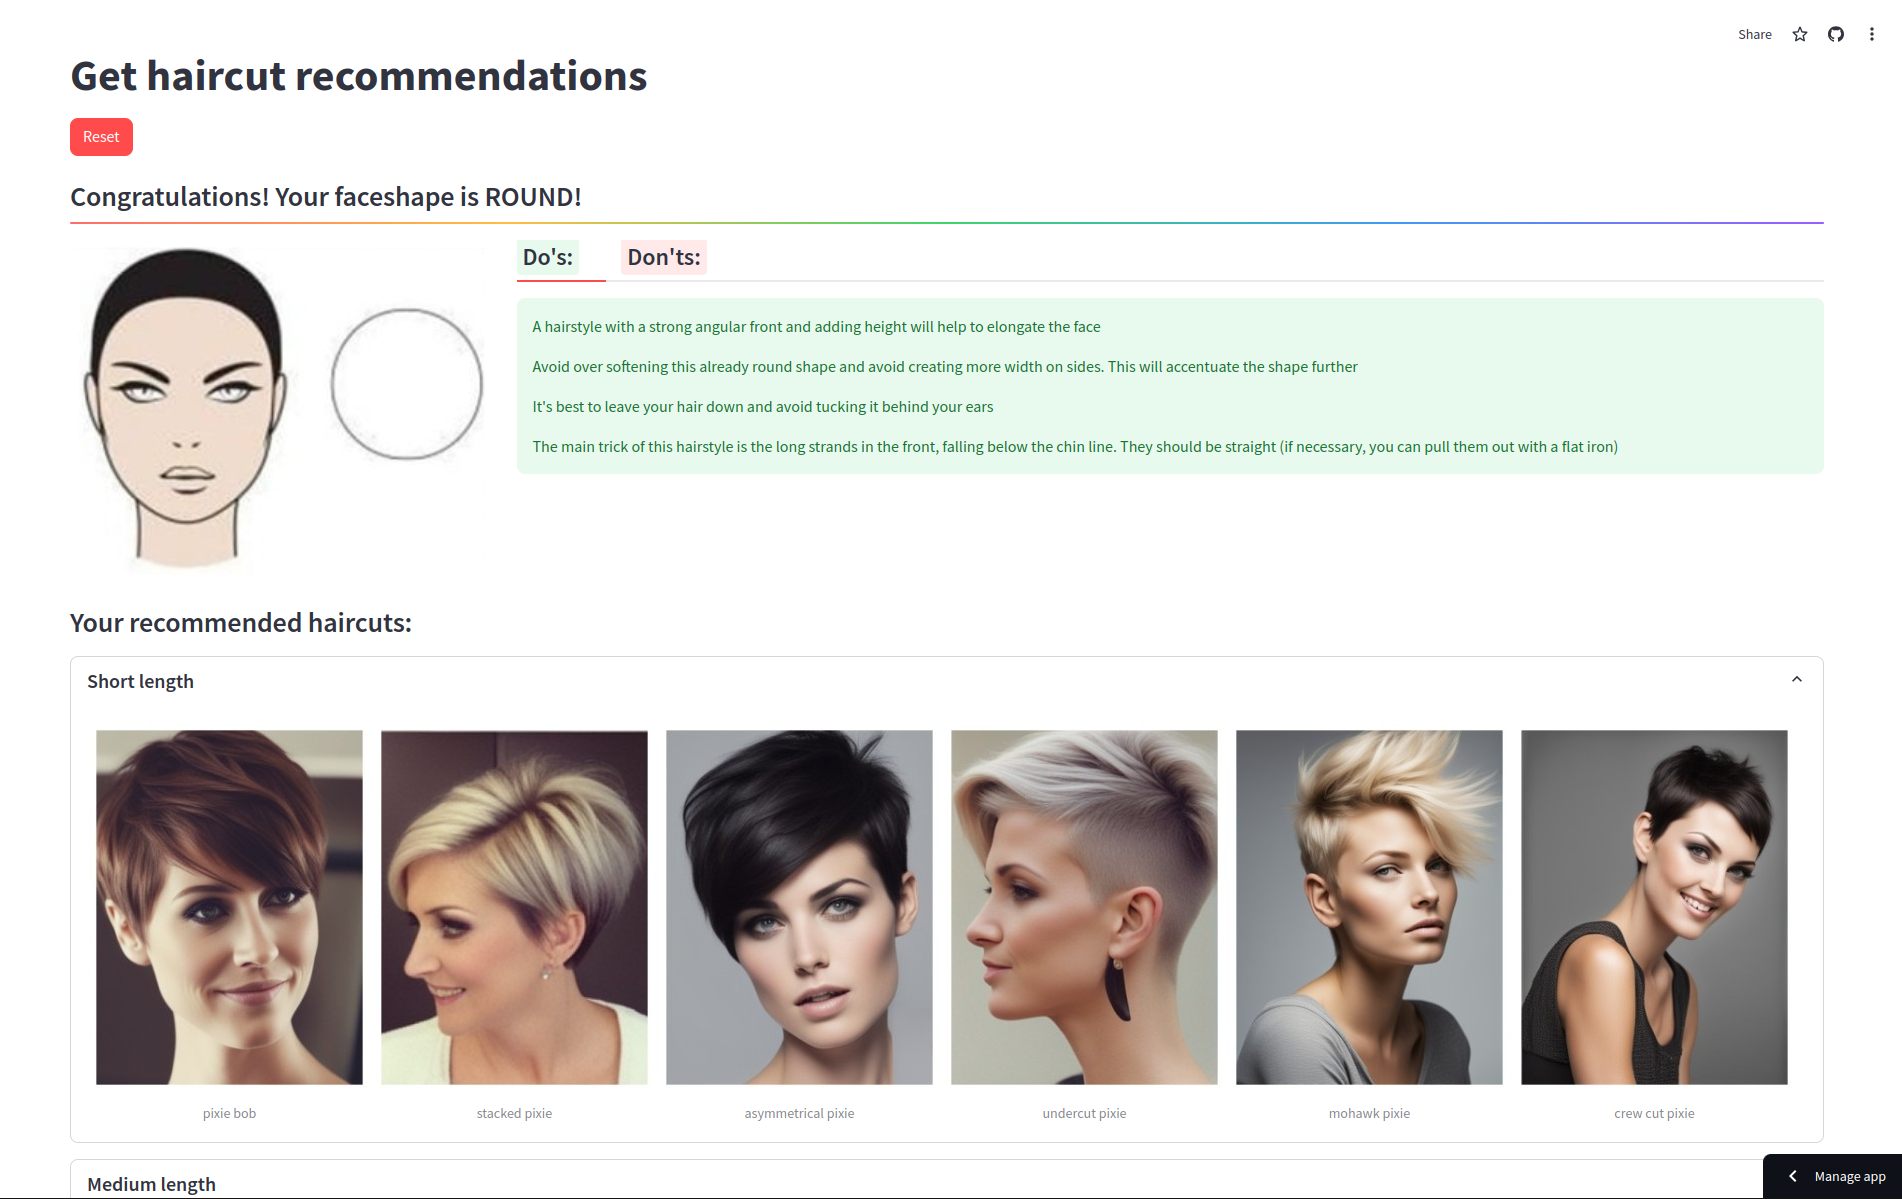 Share
Get haircut recommendations
Reset
Congratulations! Your faceshape is ROUND!
Do's:
Don'ts:
A hairstyle with a strong angular front and adding height will help to elongate the face
Avoid over softening this already round shape and avoid creating more width on sides. This will accentuate the shape further
It's best to leave your hair down and avoid tucking it behind your ears
The main trick of this hairstyle is the long strands in the front, falling below the chin line. They should be straight (if necessary, you can pull them out with a flat iron)
Your recommended haircuts:
Short length
pixie bob
stacked pixie
asymmetrical pixie
undercut pixie
mohawk pixie
crew cut pixie
Medium length
Manage app